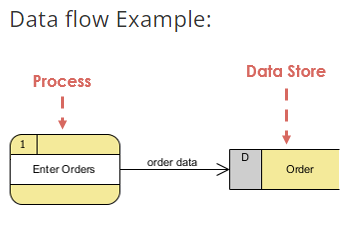 Data flow Example:
Process
Data Store
1
Enter Orders
order data
D
Order